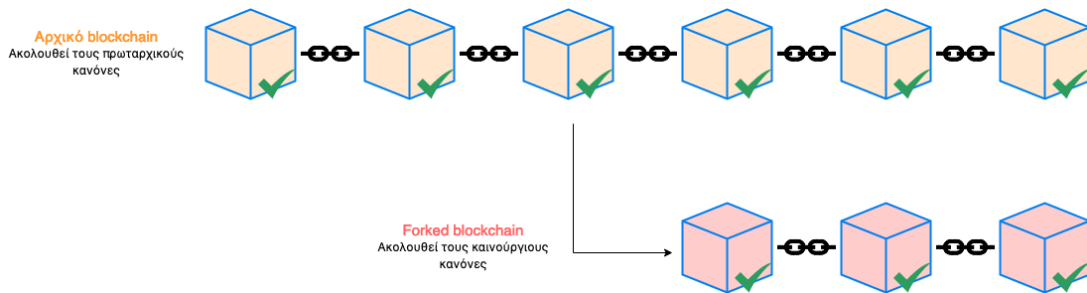 Αρχικό blockchain
Ακολουθεί τους πρωταρχικούς
κανόνες
Forked blockchain
Ακολουθεί τους καινούργιους
κανόνες